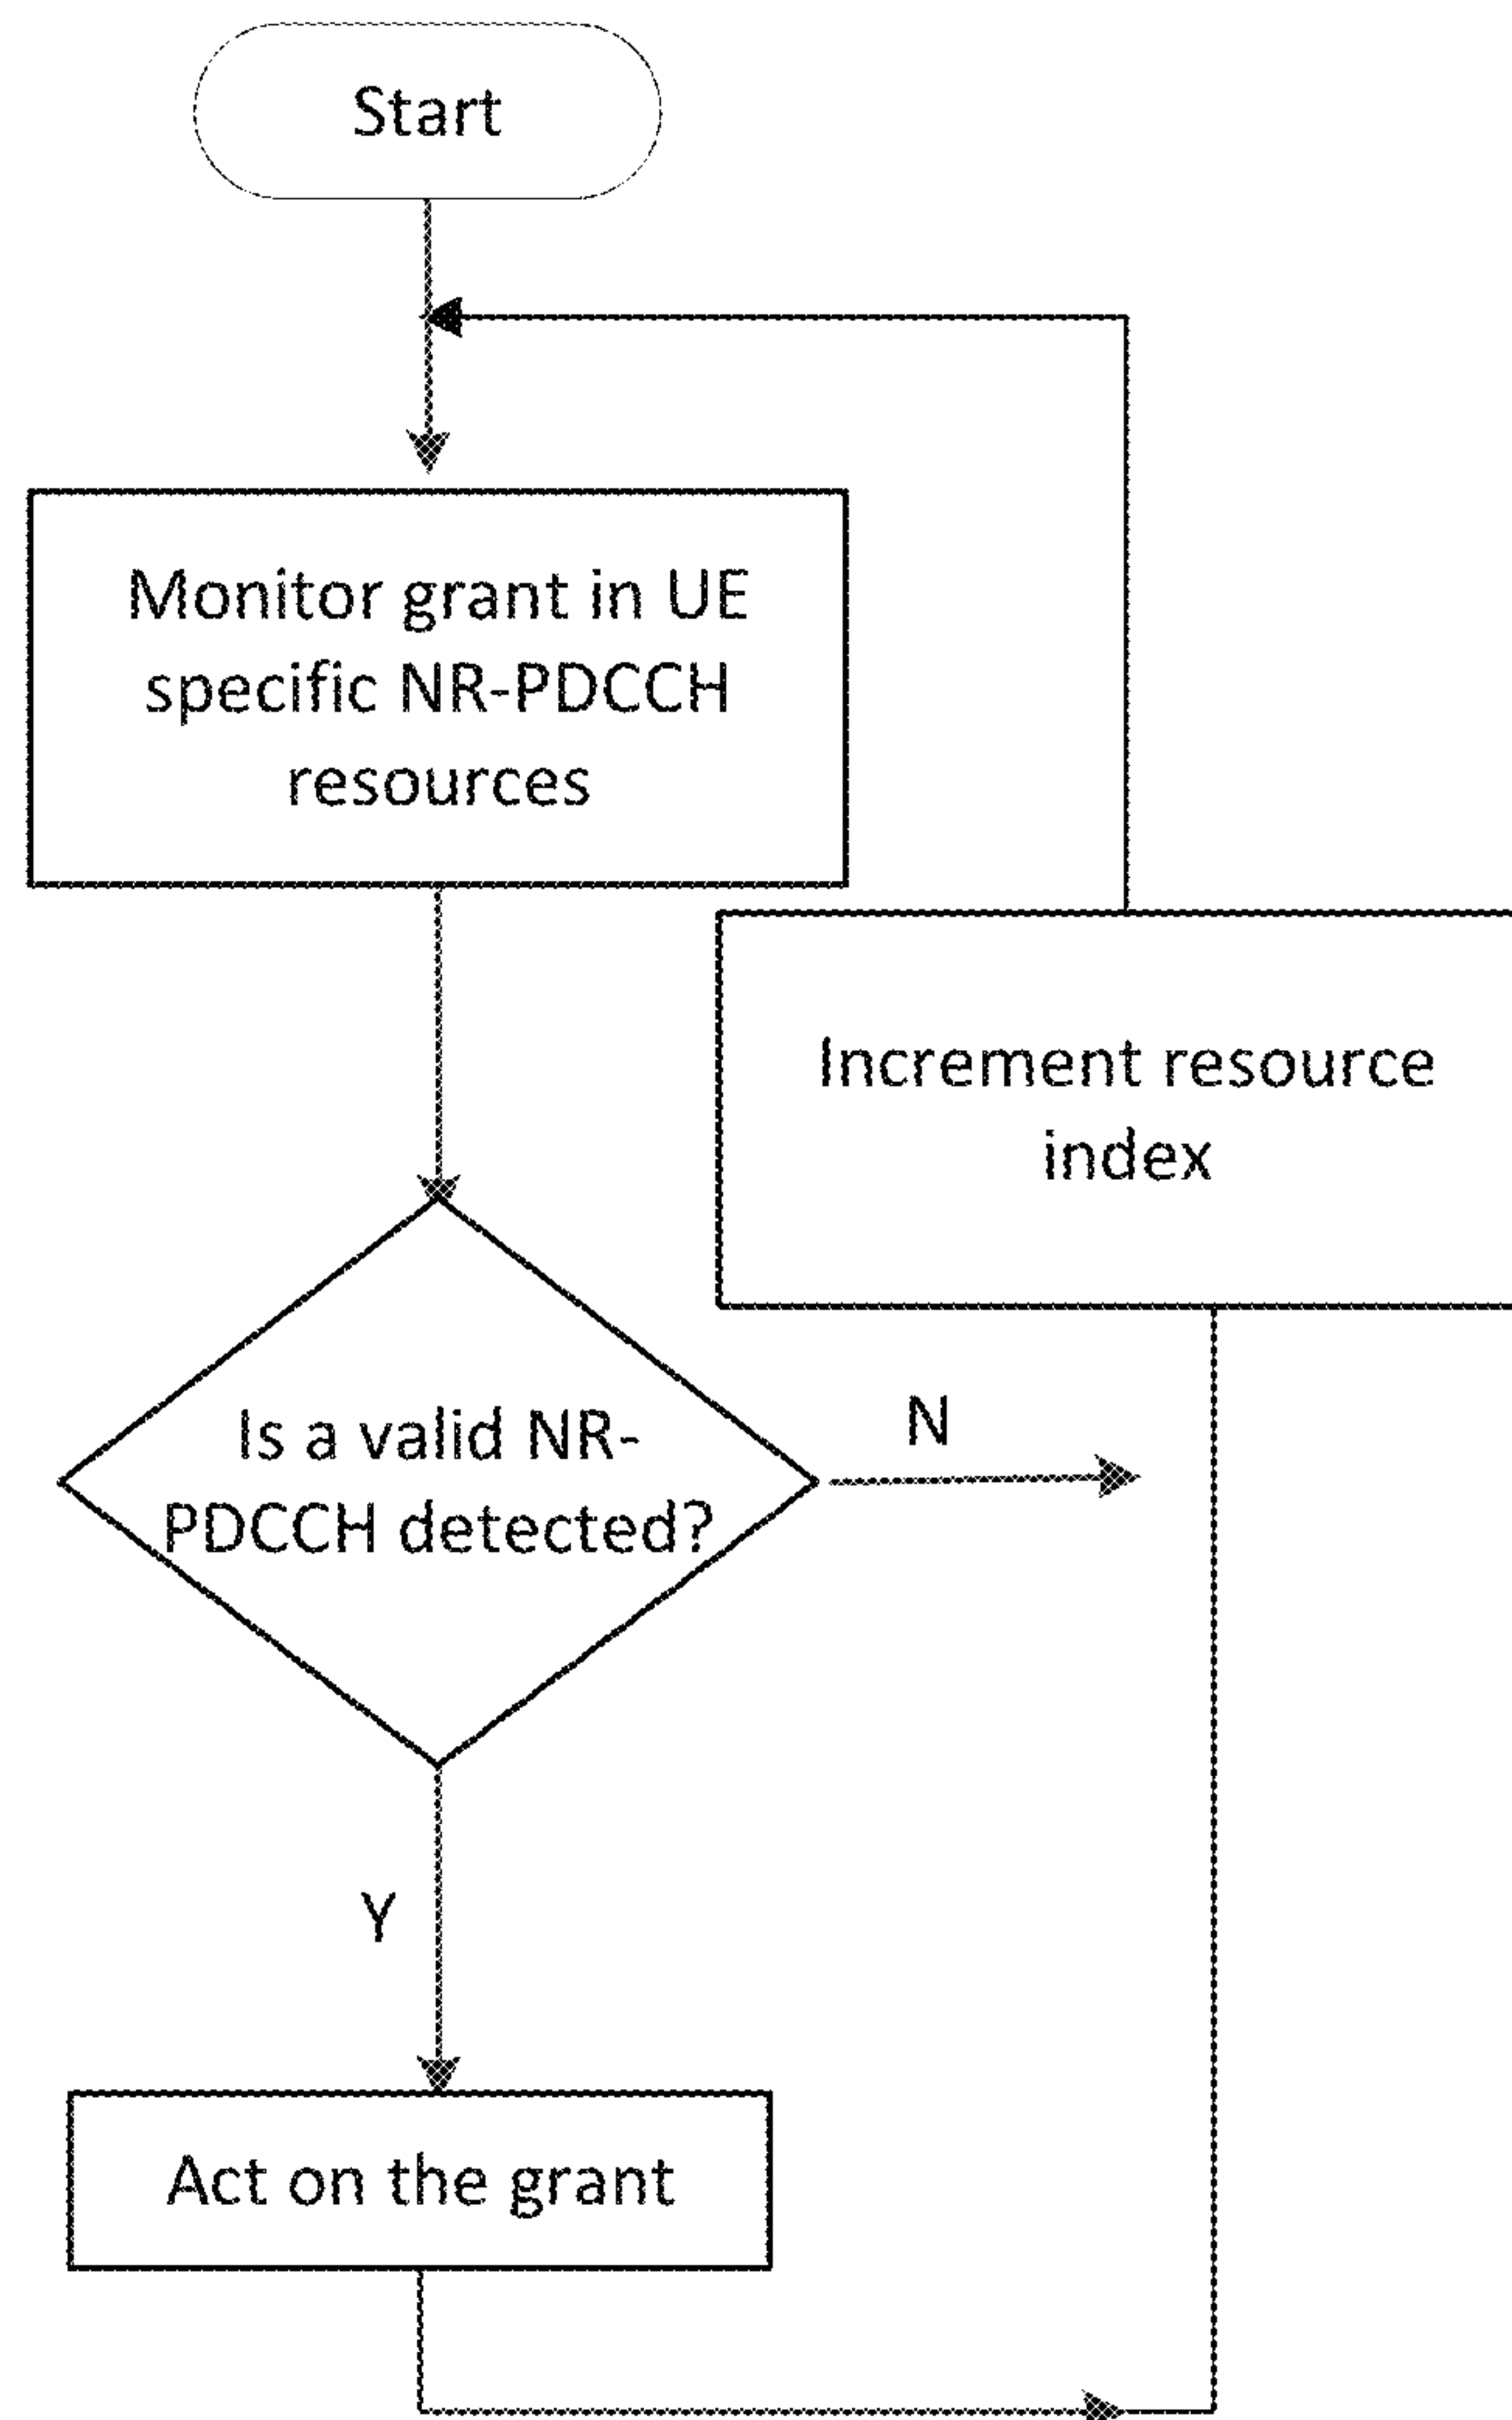 Start
Monitor grant in UE
specific NR-PDCCH
resources
Increment resource
index
Is a valid NR-
PDCCH detected?
N
Y
Act on the grant